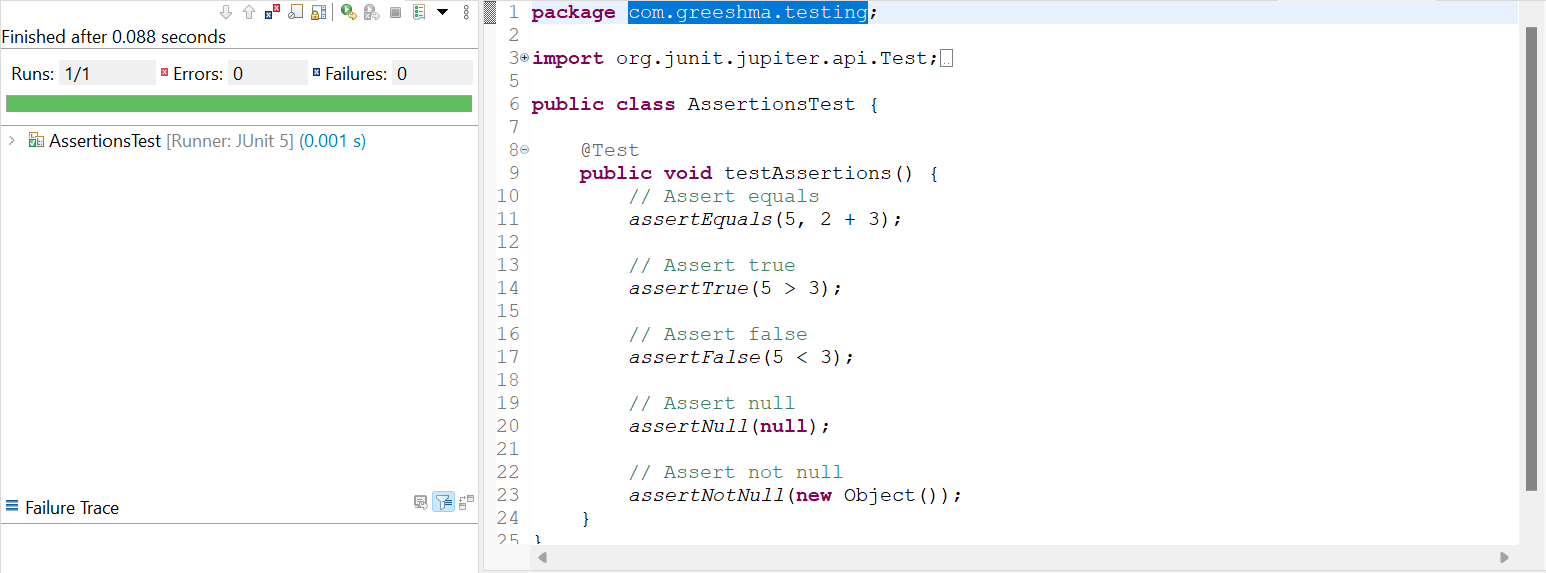 Finished after 0.088 seconds
Runs: 1/1 Errors: 0 Failures: 0
AssertionsTest [Runner: JUnit 5] (0.001 s)
Failure Trace
1 package com.greeshma.testing;
2
3 import org.junit.jupiter.api.Test;
5
6 public class AssertionsTest {
7
8 @Test
9 public void testAssertions() {
10 // Assert equals
11 assertEquals(5, 2 + 3);
12
13 // Assert true
14 assertTrue(5 > 3);
15
16 // Assert false
17 assertFalse(5 < 3);
18
19 // Assert null
20 assertNull(null);
21
22 // Assert not null
23 assertNotNull(new Object());
24 }
25 }